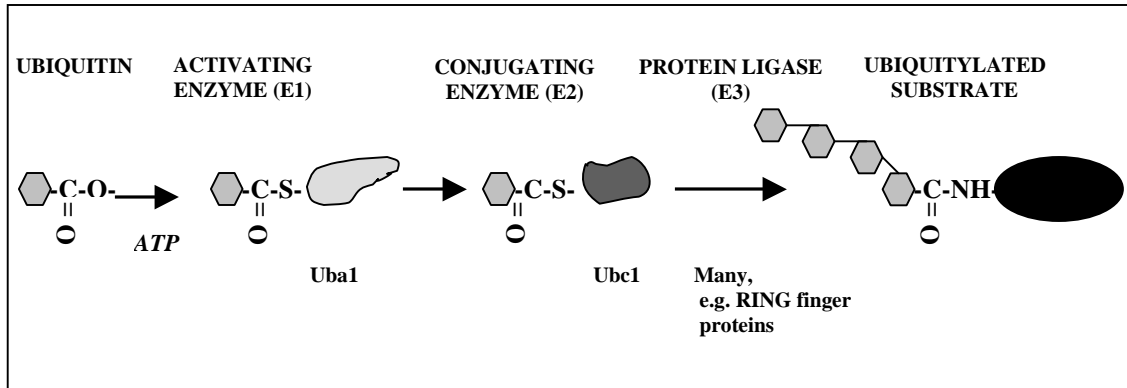 UBIQUITIN
ACTIVATING
ENZYME (E1)
CONJUGATING
ENZYME (E2)
PROTEIN LIGASE
(E3)
UBIQUITYLATED
SUBSTRATE
-C-O-
O
ATP
-C-S-
O
Uba1
-C-S-
O
Ubc1
Many,
e.g. RING finger
proteins
-C-NH-
O